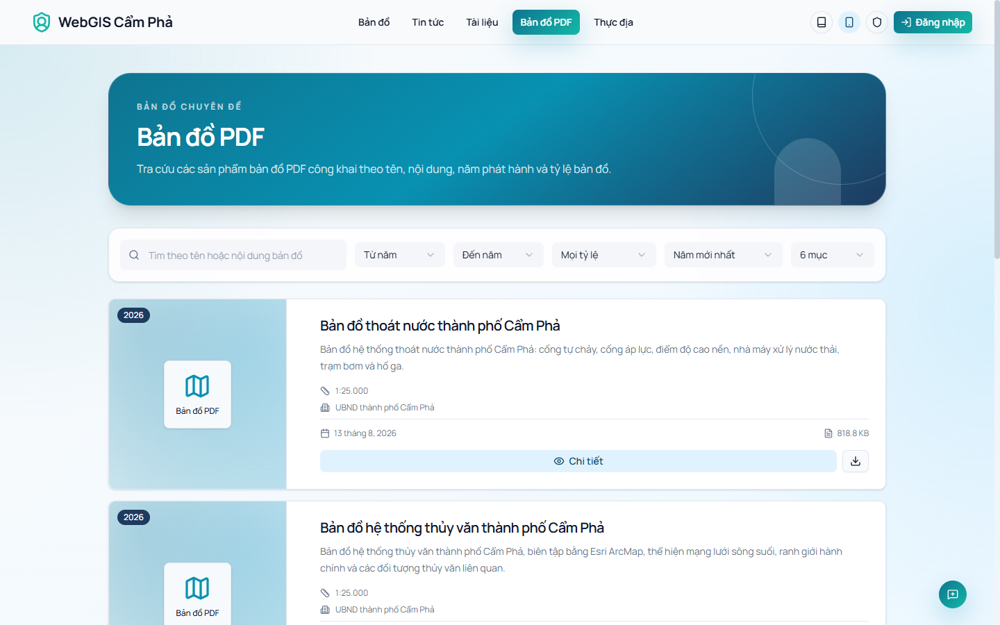 WebGIS Cẩm Phả
Bản đồ
Tin tức
Tài liệu
Bản đồ PDF
Thực địa
Đăng nhập
BẢN ĐỒ CHUYÊN ĐỀ
Bản đồ PDF
Tra cứu các sản phẩm bản đồ PDF công khai theo tên, nội dung, năm phát hành và tỷ lệ bản đồ.
Tìm theo tên hoặc nội dung bản đồ
Từ năm
Đến năm
Mọi tỷ lệ
Năm mới nhất
6 mục
2026
Bản đồ PDF
Bản đồ thoát nước thành phố Cẩm Phả
Bản đồ hệ thống thoát nước thành phố Cẩm Phả: cống tự chảy, cống áp lực, điểm độ cao nền, nhà máy xử lý nước thải,
trạm bơm và hố ga.
1:25.000
UBND thành phố Cẩm Phả
13 tháng 8, 2026
818.8 KB
Chi tiết
2026
Bản đồ PDF
Bản đồ hệ thống thủy văn thành phố Cẩm Phả
Bản đồ hệ thống thủy văn thành phố Cẩm Phả, biên tập bằng Esri ArcMap, thể hiện mạng lưới sông suối, ranh giới hành
chính và các đối tượng thủy văn liên quan.
1:25.000
UBND thành phố Cẩm Phả